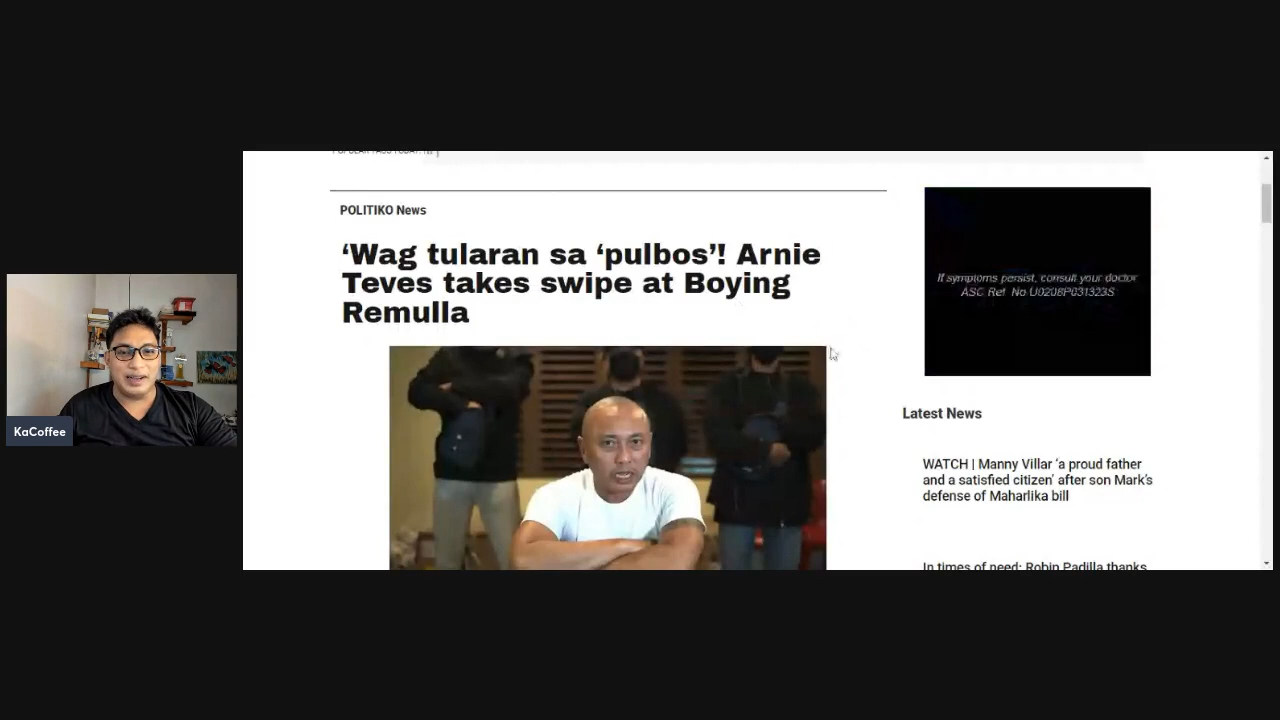 POLITIKO News
‘Wag tularan sa ‘pulbos’! Arnie
Teves takes swipe at Boying
Remulla
If symptoms persist, consult your doctor
ASC Ref No U0208P031323S
Latest News
WATCH | Manny Villar ‘a proud father
and a satisfied citizen’ after son Mark’s
defense of Maharlika bill
In times of need: Robin Padilla thanks
KaCoffee